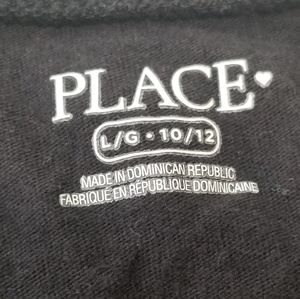 PLACE
L/G • 10/12
MADE IN DOMINICAN REPUBLIC
FABRIQUÉ EN RÉPUBLIQUE DOMINICAINE